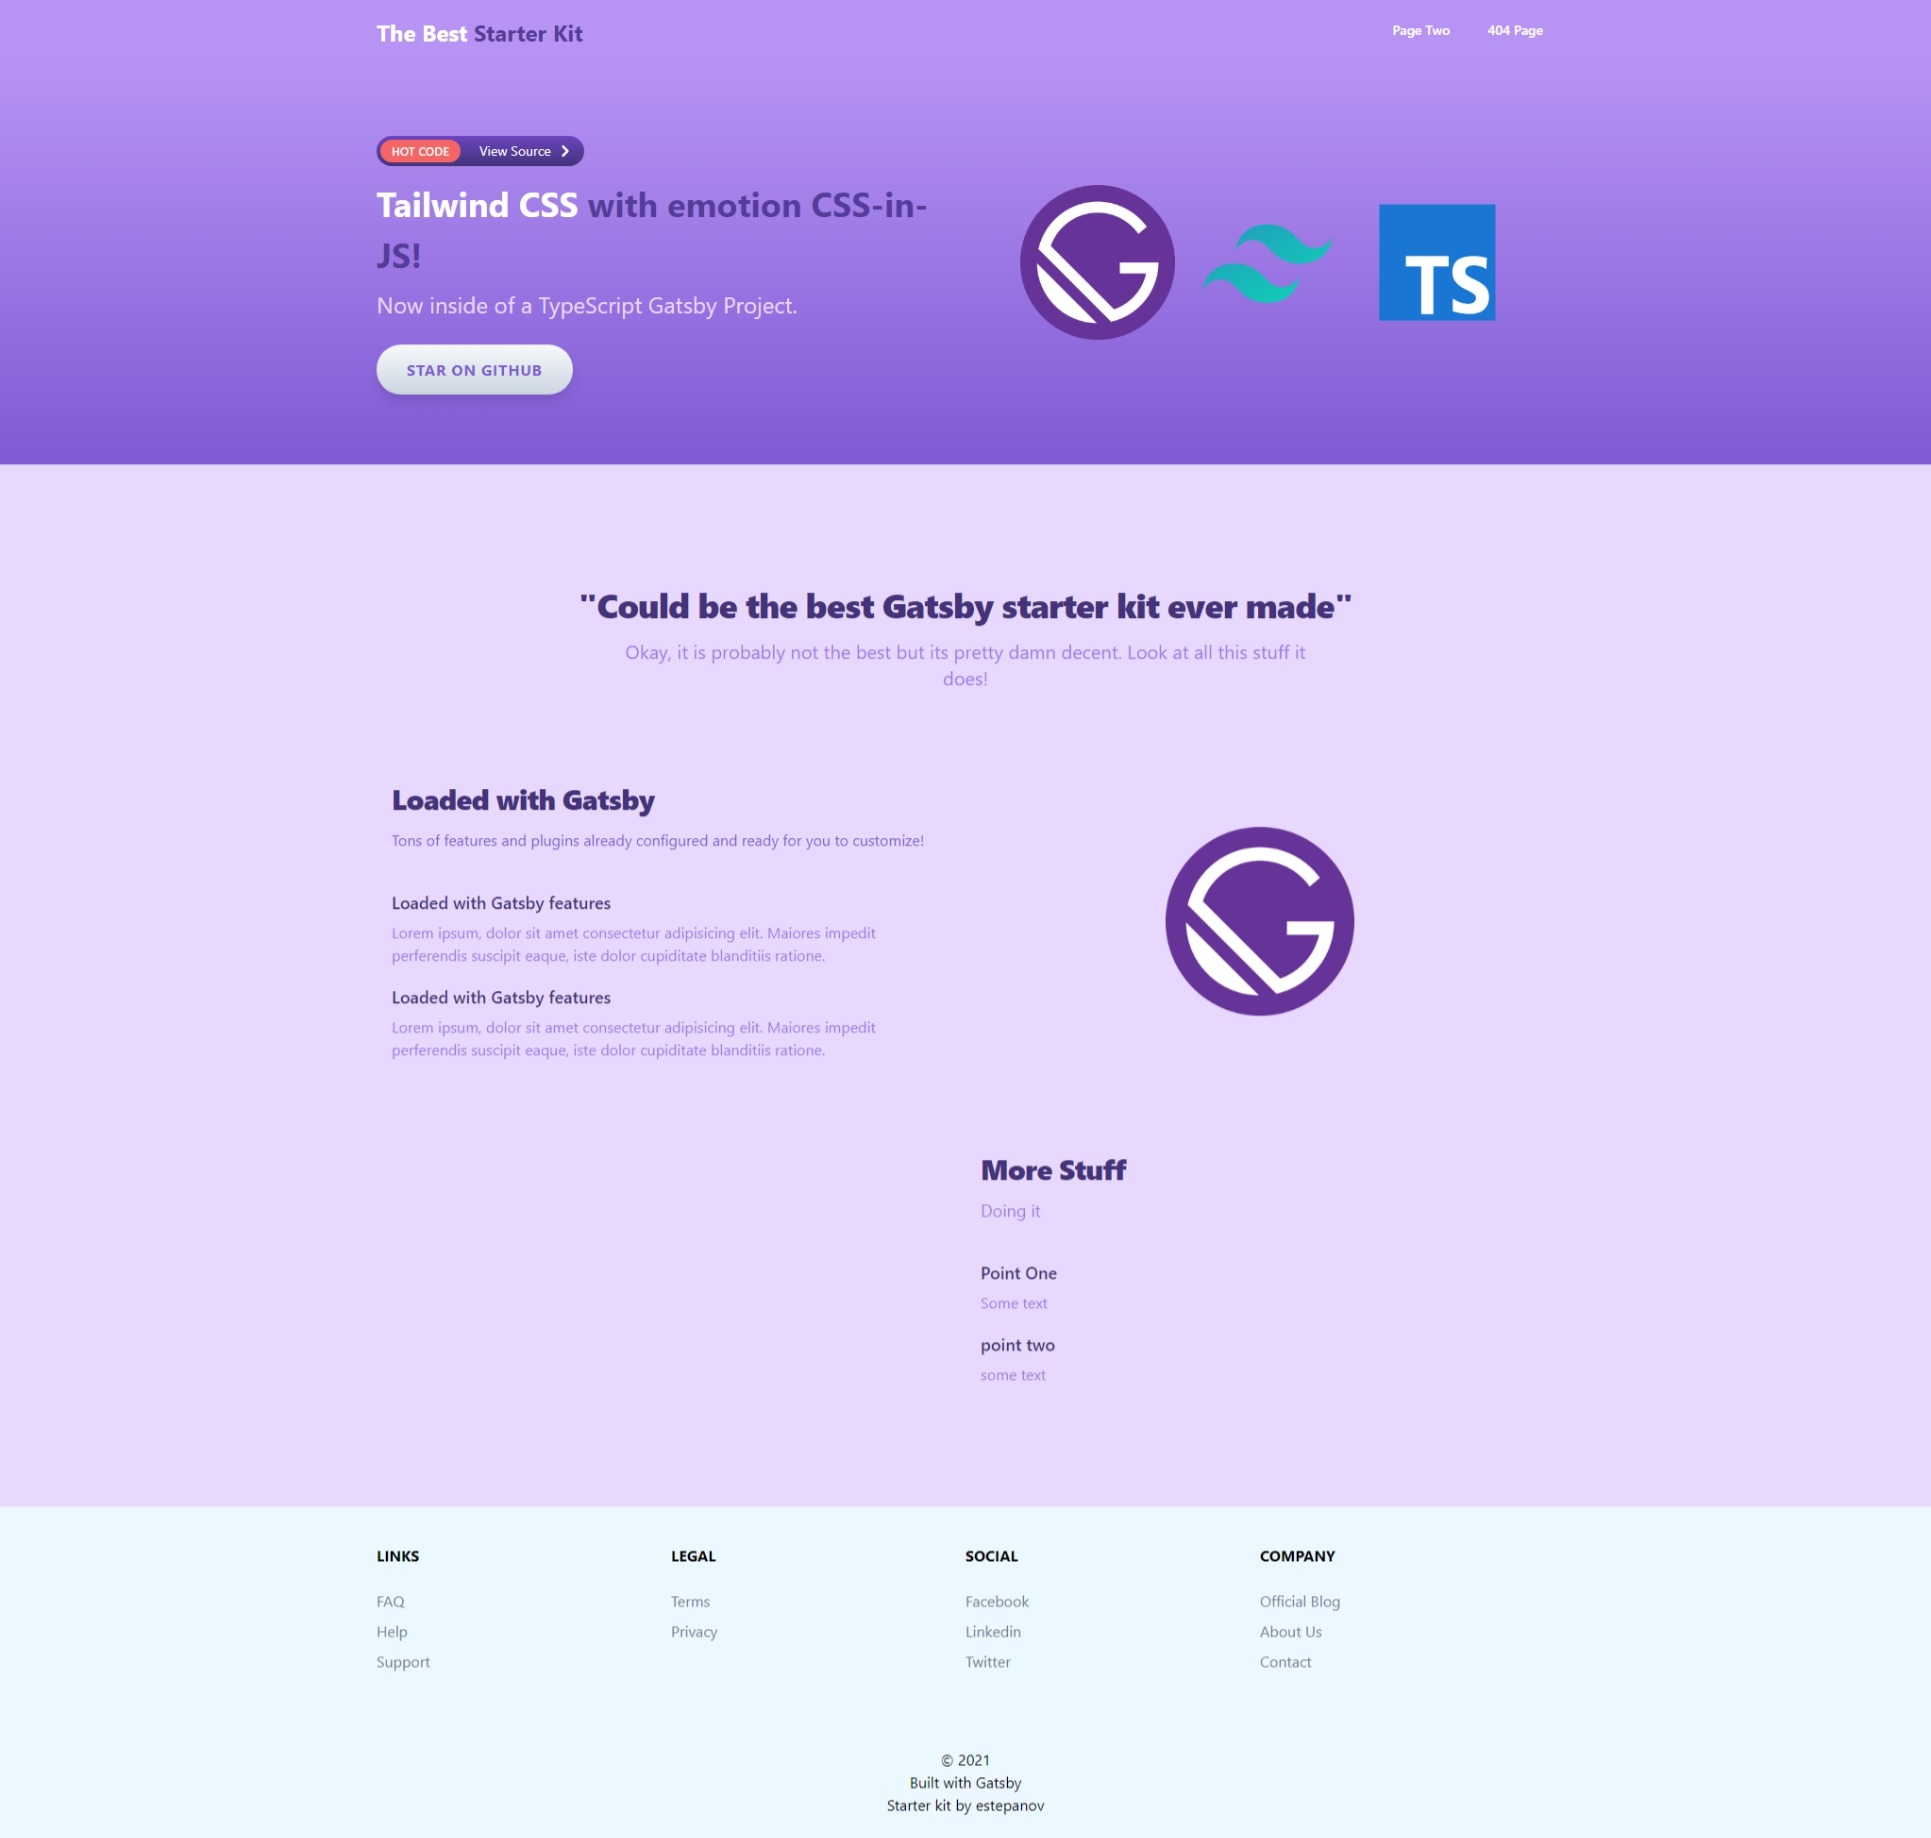 The Best Starter Kit
Page Two
404 Page
HOT CODE View Source
Tailwind CSS with emotion CSS-in-
JS!
Now inside of a TypeScript Gatsby Project.
STAR ON GITHUB
TS
"Could be the best Gatsby starter kit ever made"
Okay, it is probably not the best but its pretty damn decent. Look at all this stuff it
does!
Loaded with Gatsby
Tons of features and plugins already configured and ready for you to customize!
Loaded with Gatsby features
Lorem ipsum, dolor sit amet consectetur adipisicing elit. Maiores impedit
perferendis suscipit eaque, iste dolor cupiditate blanditiis ratione.
Loaded with Gatsby features
Lorem ipsum, dolor sit amet consectetur adipisicing elit. Maiores impedit
perferendis suscipit eaque, iste dolor cupiditate blanditiis ratione.
More Stuff
Doing it
Point One
Some text
point two
some text
LINKS
FAQ
Help
Support
LEGAL
Terms
Privacy
SOCIAL
Facebook
Linkedin
Twitter
COMPANY
Official Blog
About Us
Contact
© 2021
Built with Gatsby
Starter kit by estepanov